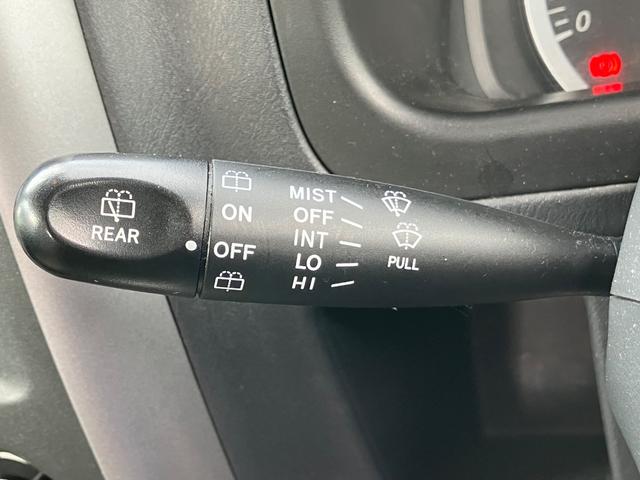 REAR
ON
OFF
MIST
OFF
INT
LO
HI
PULL
0